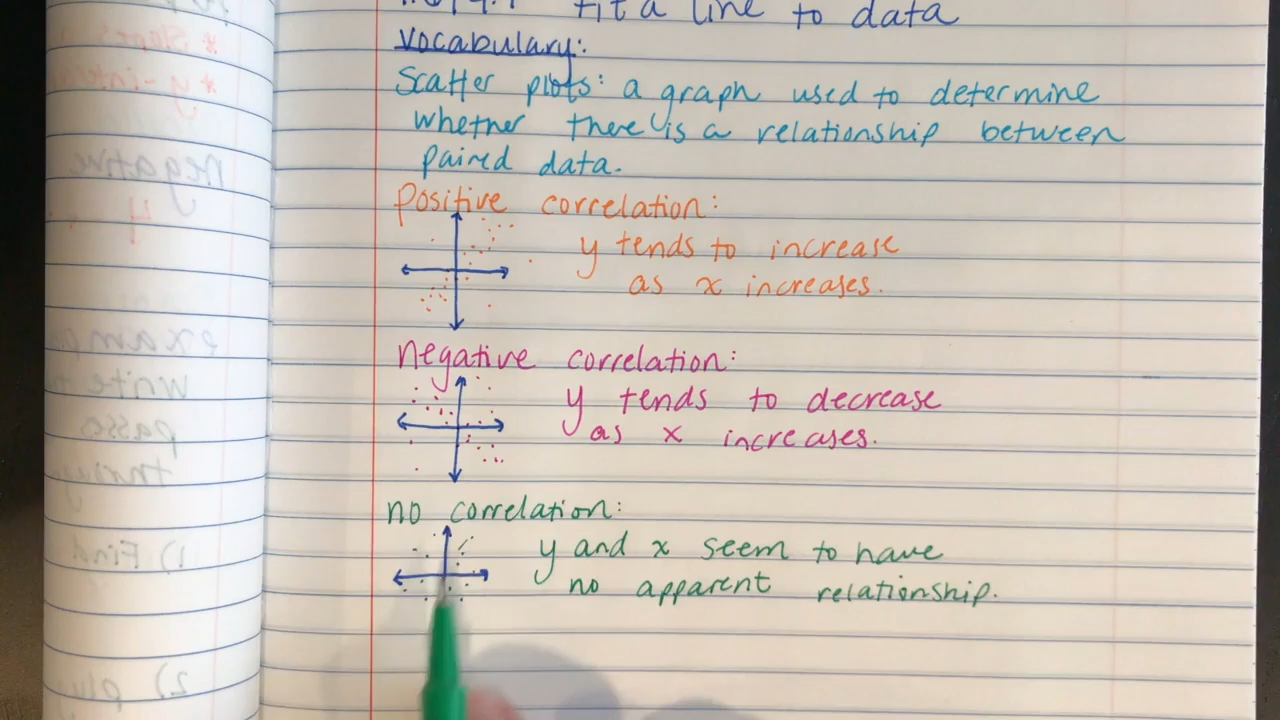 fit a line to data
vocabulary:
Scatter plots: a graph used to determine
whether there is a relationship between
paired data.
positive correlation:
y tends to increase
as x increases.
negative correlation:
y tends to decrease
as x increases.
no correlation:
y and x seem to have
no apparent relationship.